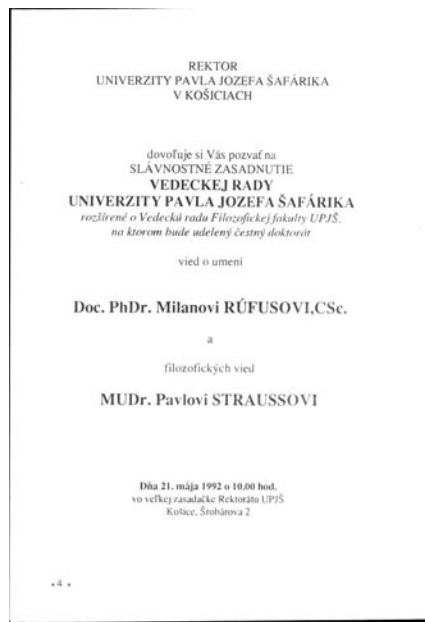 REKTOR
UNIVERZITY PAVLA JOZEFA ŠAFÁRIKA
V KOŠICIACH
dovoľuje si Vás pozvať na
SLÁVNOSTNÉ ZASADNUTIE
VEDECKEJ RADY
UNIVERZITY PAVLA JOZEFA ŠAFÁRIKA
rozšírené o Vedeckú radu Filozofickej fakulty UPJŠ,
na ktorom bude udelený čestný doktorát
vied o umení
Doc. PhDr. Milanovi RÚFUSOVI,CSc.
a
filozofických vied
MUDr. Pavlovi STRAUSSOVI
Dňa 21. mája 1992 o 10.00 hod.
vo veľkej zasadačke Rektorátu UPJŠ
Košice, Šrobárova 2
• 4 •